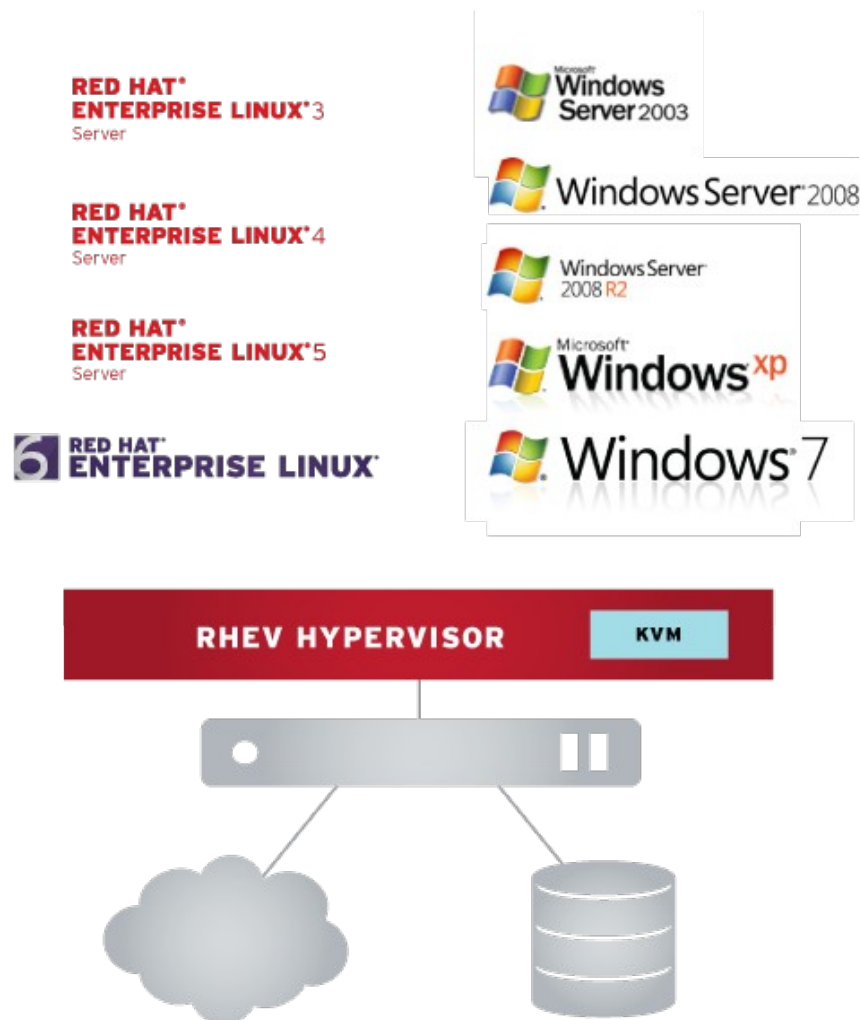 RED HAT®
ENTERPRISE LINUX®3
Server
RED HAT®
ENTERPRISE LINUX®4
Server
RED HAT®
ENTERPRISE LINUX®5
Server
6 RED HAT®
ENTERPRISE LINUX®
Microsoft®
Windows
Server 2003
Windows Server® 2008
Windows Server®
2008 R2
Microsoft®
Windows® xp
Windows® 7
RHEV HYPERVISOR
KVM